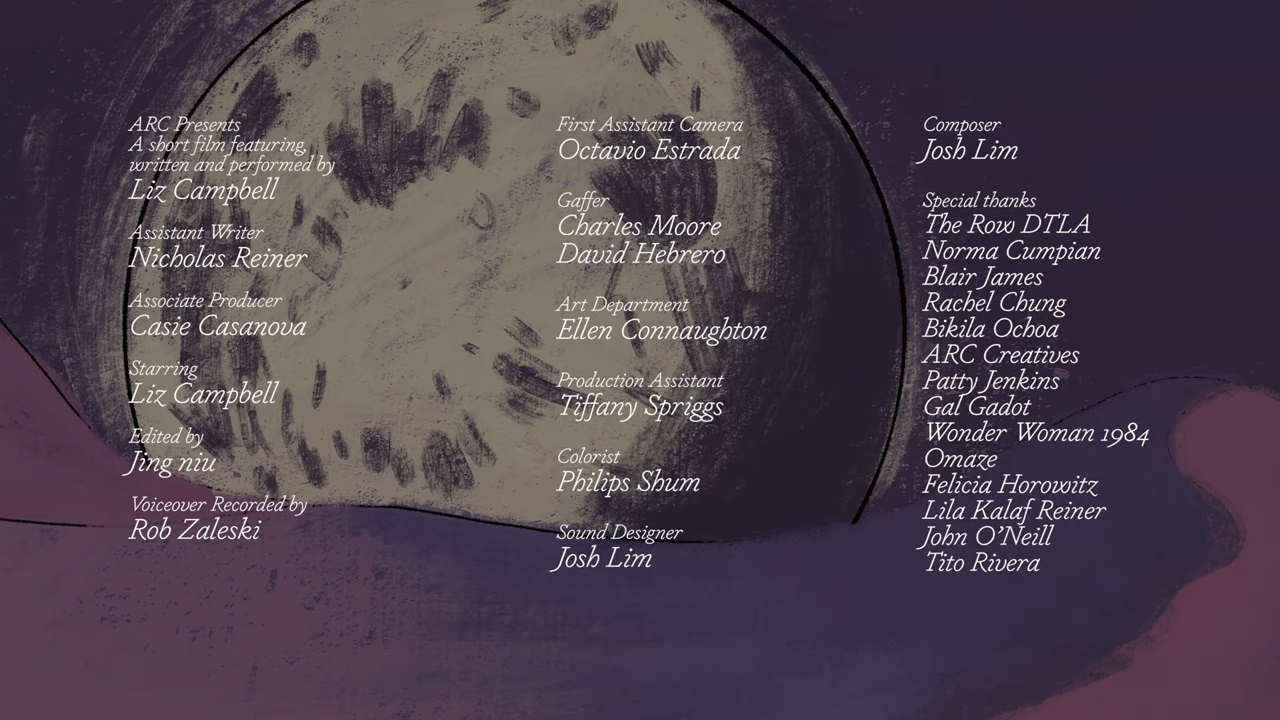 ARC Presents
A short film featuring,
written and performed by
Liz Campbell
Assistant Writer
Nicholas Reiner
Associate Producer
Casie Casanova
Starring
Liz Campbell
Edited by
Jing niu
Voiceover Recorded by
Rob Zaleski
First Assistant Camera
Octavio Estrada
Gaffer
Charles Moore
David Hebrero
Art Department
Ellen Connaughton
Production Assistant
Tiffany Spriggs
Colorist
Philips Shum
Sound Designer
Josh Lim
Composer
Josh Lim
Special thanks
The Row DTLA
Norma Cumpian
Blair James
Rachel Chung
Bikila Ochoa
ARC Creatives
Patty Jenkins
Gal Gadot
Wonder Woman 1984
Omaze
Felicia Horowitz
Lila Kalaf Reiner
John O'Neill
Tito Rivera